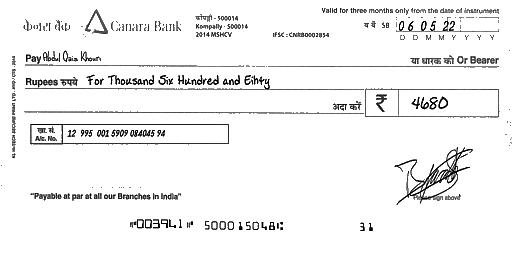 केनरा बैंक Canara Bank
कोंपल्ली - 500014
Kompally - 500014
2014 MSHCV
IFSC : CNRB0002854
Valid for three months only from the date of instrument
SB 06 05 22
D D M M Y Y Y Y
Pay Abdul Qais Khan या धारक को Or Bearer
Rupees रुपये For Thousand Six Hundred and Eihty
अदा करें ₹ 4680
खा. सं.
A/c. No. 12 995 001 5909 084045 94
Please sign above
"Payable at par at all our Branches in India"
⑈003941⑈ 500015048⑆ 31